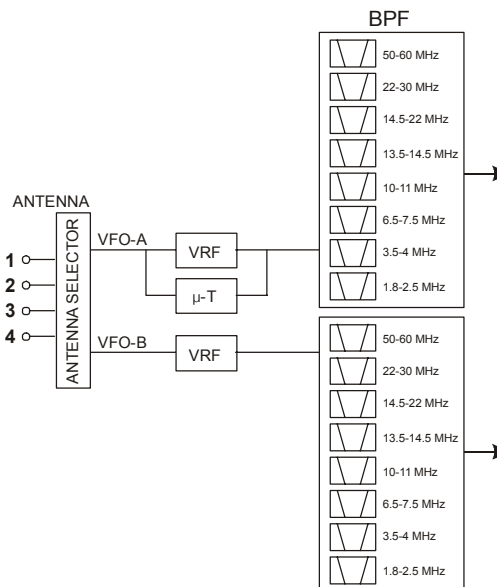 BPF
50-60 MHz
22-30 MHz
14.5-22 MHz
13.5-14.5 MHz
10-11 MHz
6.5-7.5 MHz
3.5-4 MHz
1.8-2.5 MHz
ANTENNA
1
2
3
4
ANTENNA SELECTOR
VFO-A
VRF
μ-T
VFO-B
VRF
50-60 MHz
22-30 MHz
14.5-22 MHz
13.5-14.5 MHz
10-11 MHz
6.5-7.5 MHz
3.5-4 MHz
1.8-2.5 MHz